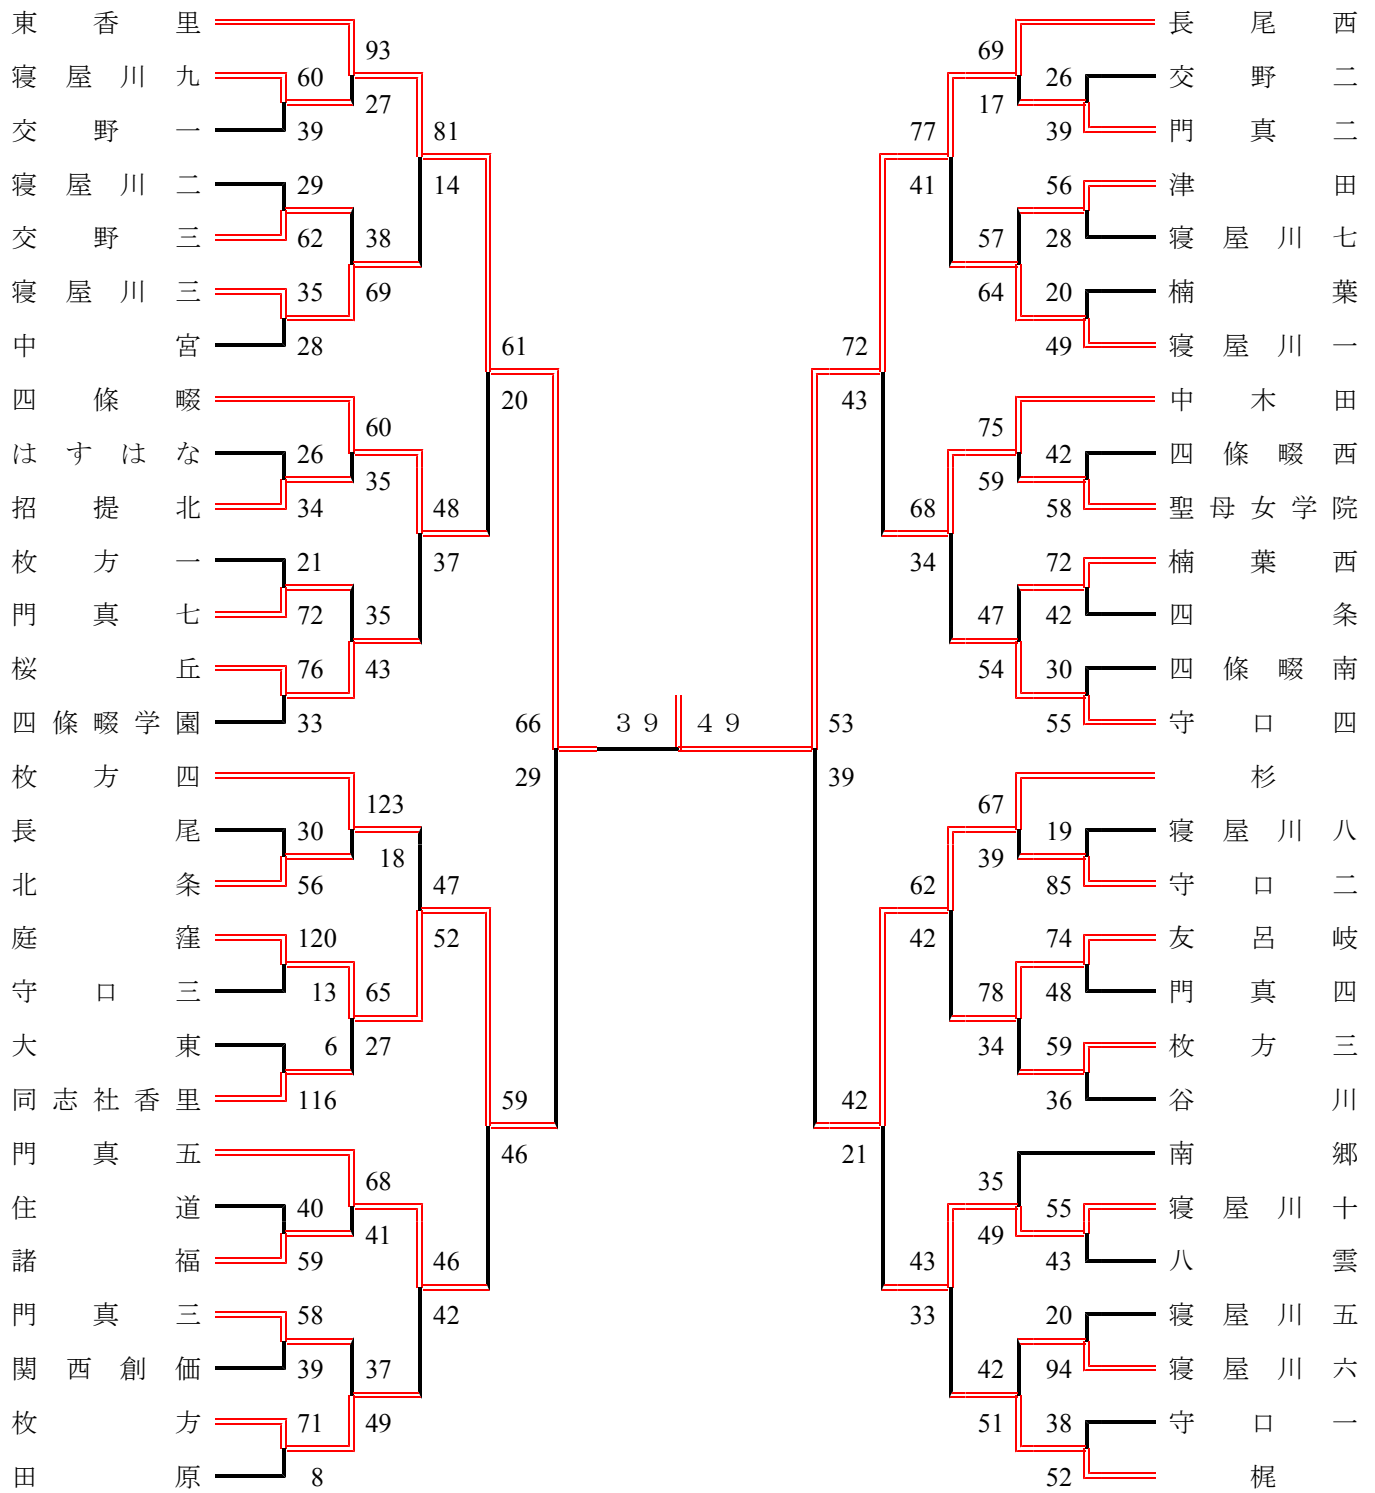 東香里 長尾西
93 69
寝屋川九 60 26 交野二
27 17
交野一 39 81 77 39 門真二
寝屋川二 29 14 41 56 津田
交野三 62 38 57 28 寝屋川七
寝屋川三 35 69 64 20 楠葉
中宮 28 61 72 49 寝屋川一
四條畷 20 43 中木田
60 75
はすはな 26 42 四條畷西
35 59
招提北 34 48 68 58 聖母女学院
枚方一 21 37 34 72 楠葉西
門真七 72 35 47 42 四条
桜丘 76 43 54 30 四條畷南
四條畷学園 33 66 39 49 53 55 守口四
枚方四 29 39 杉
123 67
長尾 30 19 寝屋川八
18 39
北条 56 47 62 85 守口二
庭窪 120 52 42 74 友呂岐
守口三 13 65 78 48 門真四
大東 6 27 34 59 枚方三
同志社香里 116 59 42 36 谷川
門真五 46 21 南郷
68 35
住道 40 55 寝屋川十
41 49
諸福 59 46 43 43 八雲
門真三 58 42 33 20 寝屋川五
関西創価 39 37 42 94 寝屋川六
枚方 71 49 51 38 守口一
田原 8 52 梶